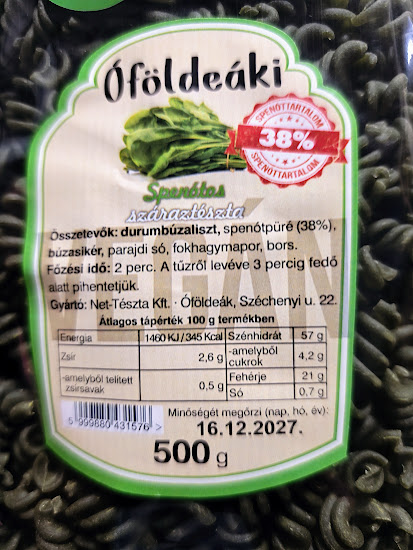 Óföldeáki
SPENÓTTARTALOM
38%
SPENÓTTARTALOM
Spenótos
száraztészta
VEGÁN
Összetevők: durumbúzaliszt, spenótpüré (38%),
búzasikér, parajdi só, fokhagymapor, bors.
Főzési idő: 2 perc. A tűzről levéve 3 percig fedő
alatt pihentetjük.
Gyártó: Net-Tészta Kft. · Óföldeák, Széchenyi u. 22.
Átlagos tápérték 100 g termékben
Energia 1460 KJ / 345 Kcal Szénhidrát 57 g
Zsír 2,6 g -amelyből cukrok 4,2 g
-amelyből telített zsírsavak 0,5 g Fehérje 21 g
Só 0,7 g
5 999880 431576 >
Minőségét megőrzi (nap, hó, év):
16.12.2027.
500 g